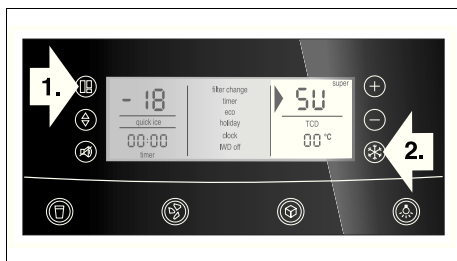 1.
- 18
quick ice
00:00
timer
filter change
timer
eco
holiday
clock
IWD off
super
SU
TCD
00 °C
2.